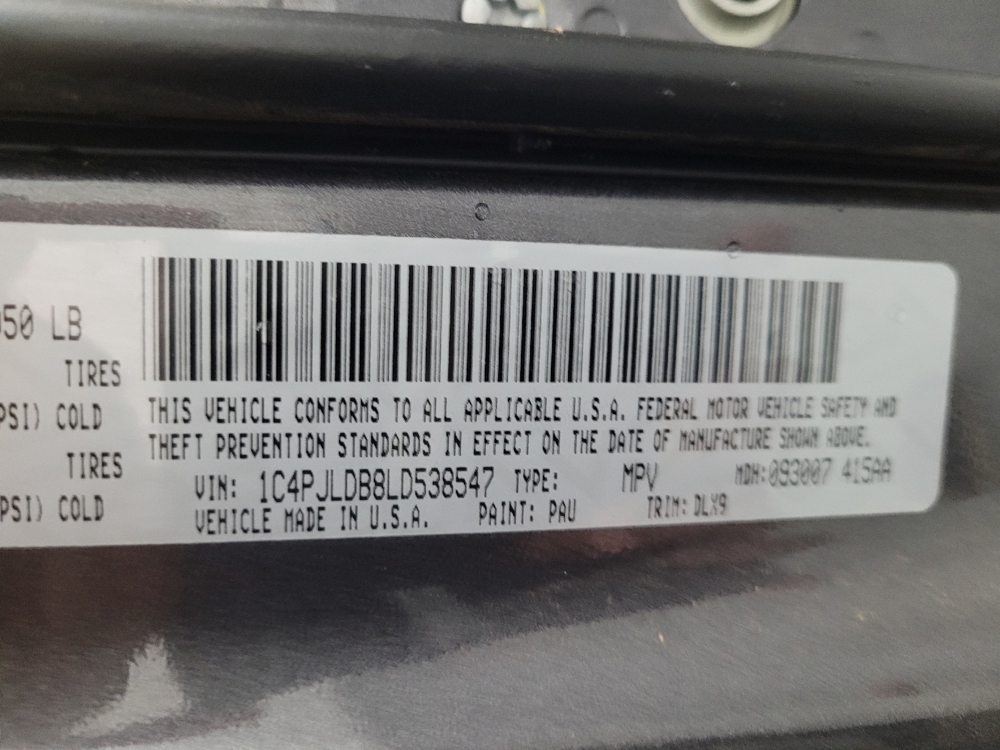 050 LB
TIRES
PSI) COLD
TIRES
PSI) COLD
THIS VEHICLE CONFORMS TO ALL APPLICABLE U.S.A. FEDERAL MOTOR VEHICLE SAFETY AND
THEFT PREVENTION STANDARDS IN EFFECT ON THE DATE OF MANUFACTURE SHOWN ABOVE.
VIN: 1C4PJLDB8LD538547 TYPE: MPV MDH: 093007 415AA
VEHICLE MADE IN U.S.A. PAINT: PAU TRIM: DLX9